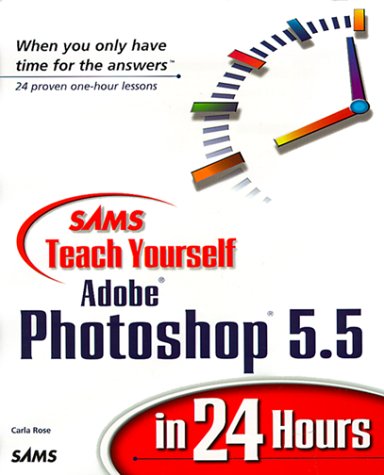 When you only have
time for the answers™
24 proven one-hour lessons
SAMS
Teach Yourself
Adobe®
Photoshop® 5.5
in 24 Hours
Carla Rose
SAMS